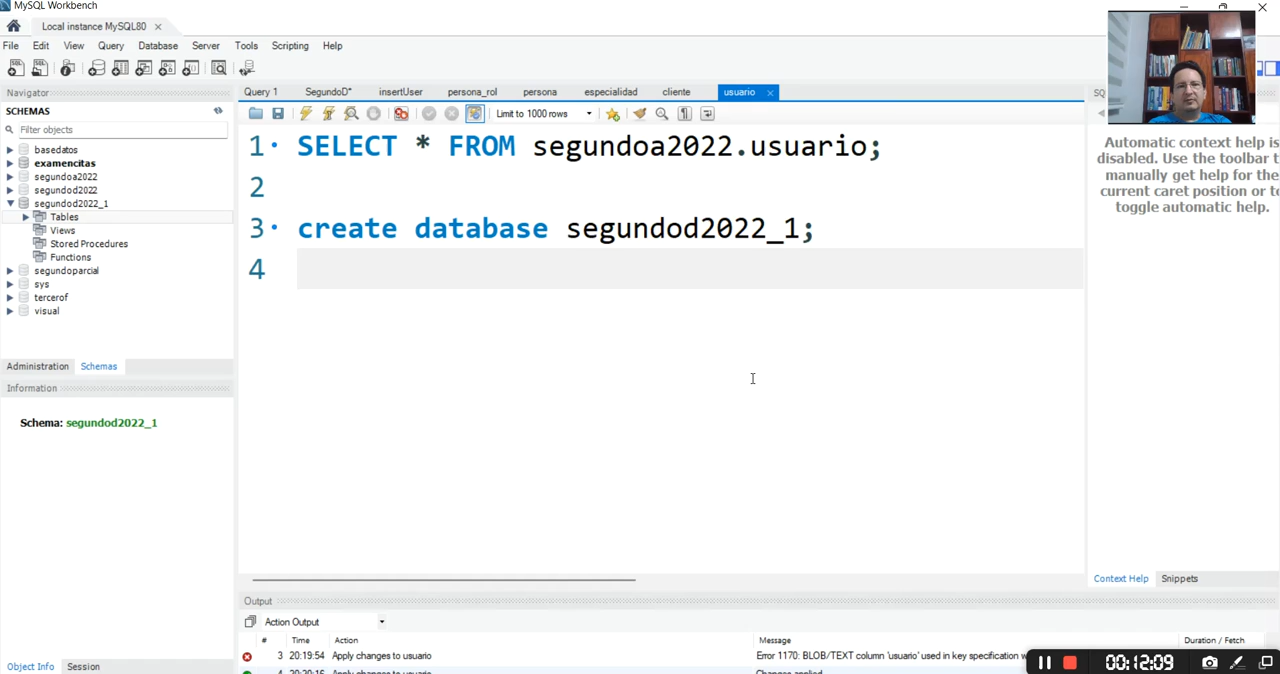 MySQL Workbench
Local instance MySQL80
File Edit View Query Database Server Tools Scripting Help
Navigator
SCHEMAS
Filter objects
basedatos
examencitas
segundoa2022
segundod2022
segundod2022_1
Tables
Views
Stored Procedures
Functions
segundoparcial
sys
tercerof
visual
Administration Schemas
Information
Schema: segundod2022_1
Object Info Session
Query 1 SegundoD* insertUser persona_rol persona especialidad cliente usuario
Limit to 1000 rows
1 SELECT * FROM segundoa2022.usuario;
2
3 create database segundod2022_1;
4
SQ
Automatic context help is
disabled. Use the toolbar t
manually get help for the
current caret position or to
toggle automatic help.
Context Help Snippets
Output
Action Output
# Time Action Message Duration / Fetch
3 20:19:54 Apply changes to usuario Error 1170: BLOB/TEXT column 'usuario' used in key specification w
00:12:09